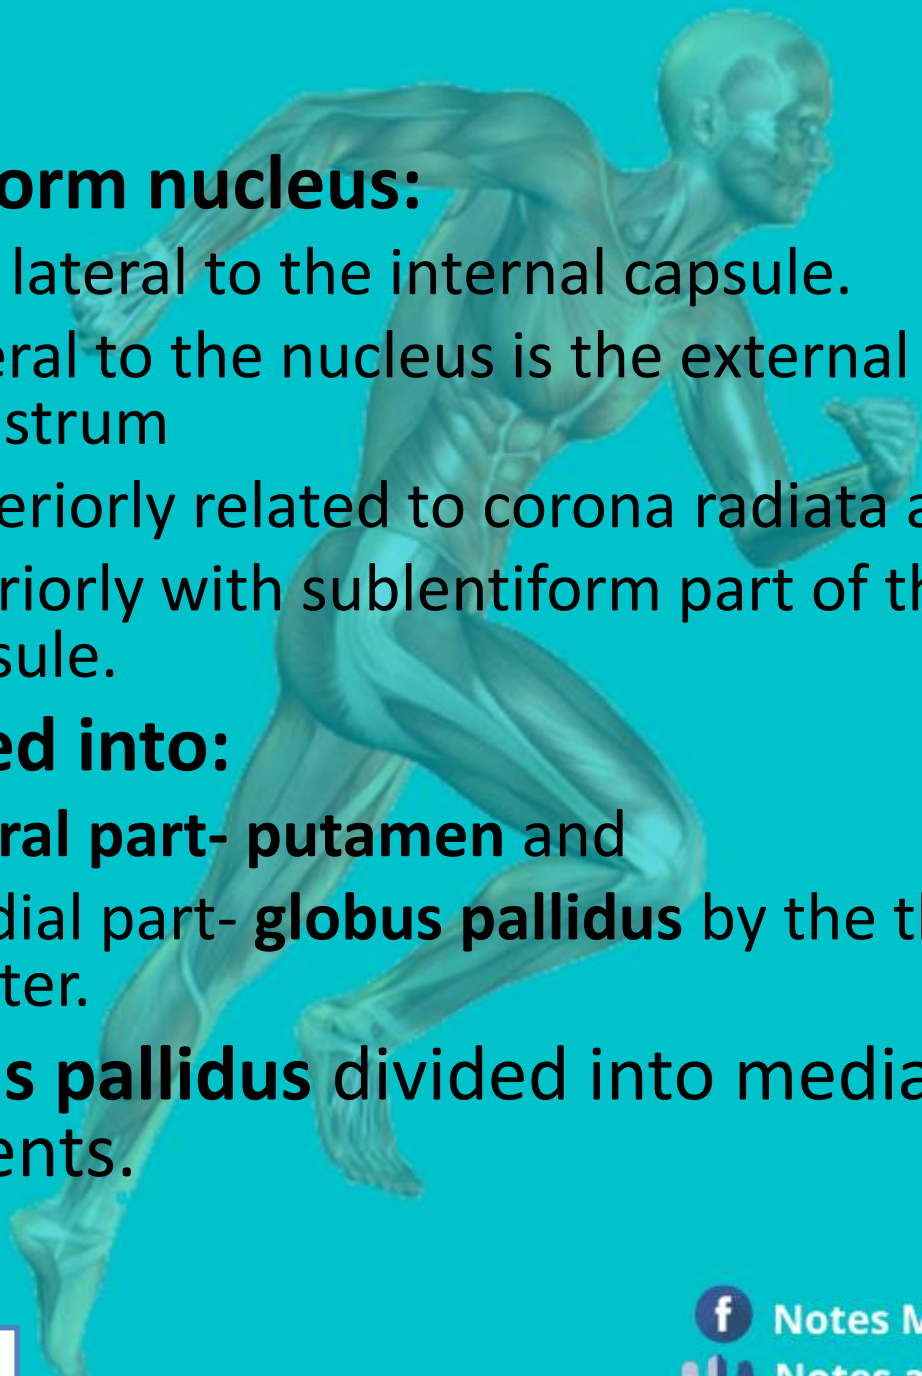 orm nucleus:
lateral to the internal capsule.
eral to the nucleus is the external
strum
eriorly related to corona radiata a
riorly with sublentiform part of th
sule.
ed into:
ral part- putamen and
dial part- globus pallidus by the th
ter.
s pallidus divided into media
ents.
f Notes M
Notes a